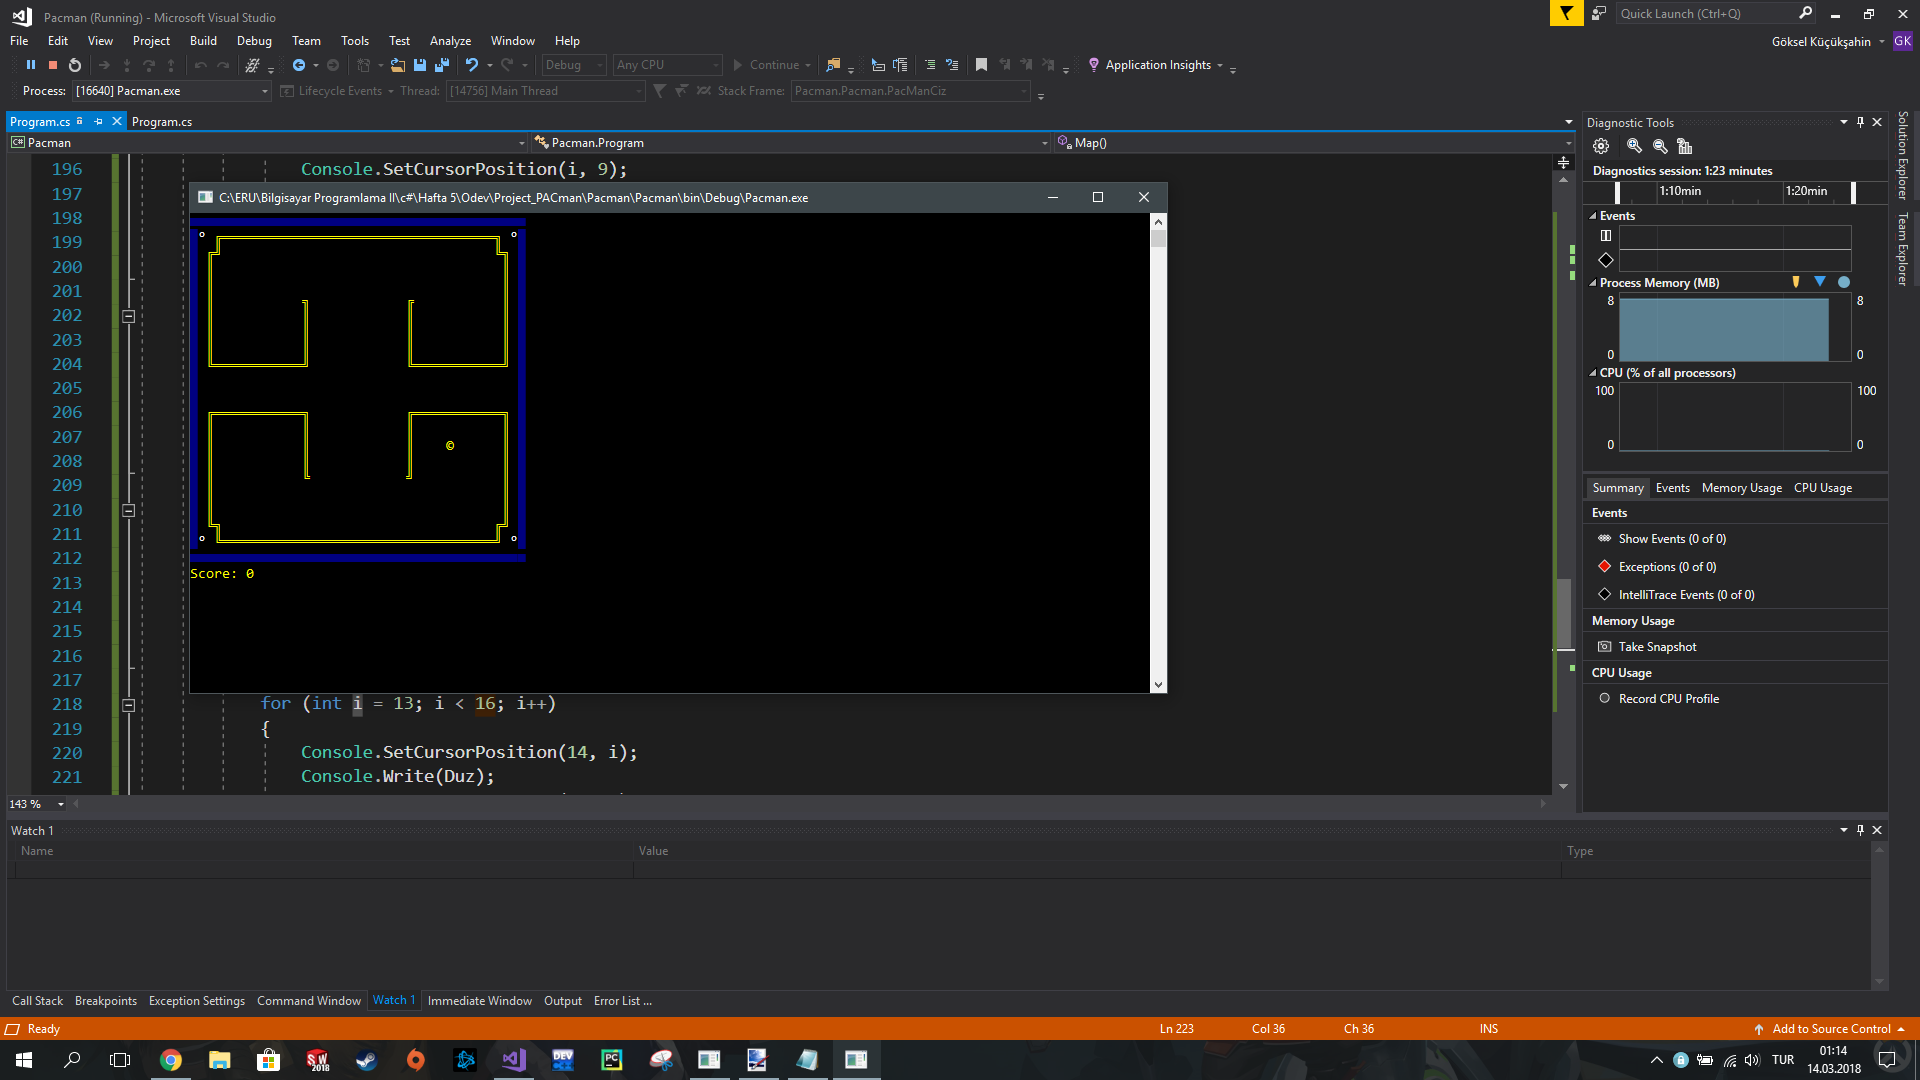 Pacman (Running) - Microsoft Visual Studio
Quick Launch (Ctrl+Q)
File Edit View Project Build Debug Team Tools Test Analyze Window Help
Göksel Küçükşahin GK
Debug Any CPU Continue Application Insights
Process: [16640] Pacman.exe Lifecycle Events Thread: [14756] Main Thread Stack Frame: Pacman.Pacman.PacManCiz
Program.cs Program.cs
Pacman Pacman.Program Map()
196 Console.SetCursorPosition(i, 9);
197
198
199
200
201
202
203
204
205
206
207
208
209
210
211
212
213
214
215
216
217
218 for (int i = 13; i < 16; i++)
219 {
220 Console.SetCursorPosition(14, i);
221 Console.Write(Duz);
143 %
C:\ERU\Bilgisayar Programlama II\c#\Hafta 5\Odev\Project_PACman\Pacman\Pacman\bin\Debug\Pacman.exe
o o
©
o o
Score: 0
Diagnostic Tools
Diagnostics session: 1:23 minutes
1:10min 1:20min
Events
Process Memory (MB)
8 8
0 0
CPU (% of all processors)
100 100
0 0
Summary Events Memory Usage CPU Usage
Events
Show Events (0 of 0)
Exceptions (0 of 0)
IntelliTrace Events (0 of 0)
Memory Usage
Take Snapshot
CPU Usage
Record CPU Profile
Solution Explorer
Team Explorer
Watch 1
Name Value Type
Call Stack Breakpoints Exception Settings Command Window Watch 1 Immediate Window Output Error List ...
Ready Ln 223 Col 36 Ch 36 INS Add to Source Control
SW 2018 DEV PC TUR 01:14
14.03.2018